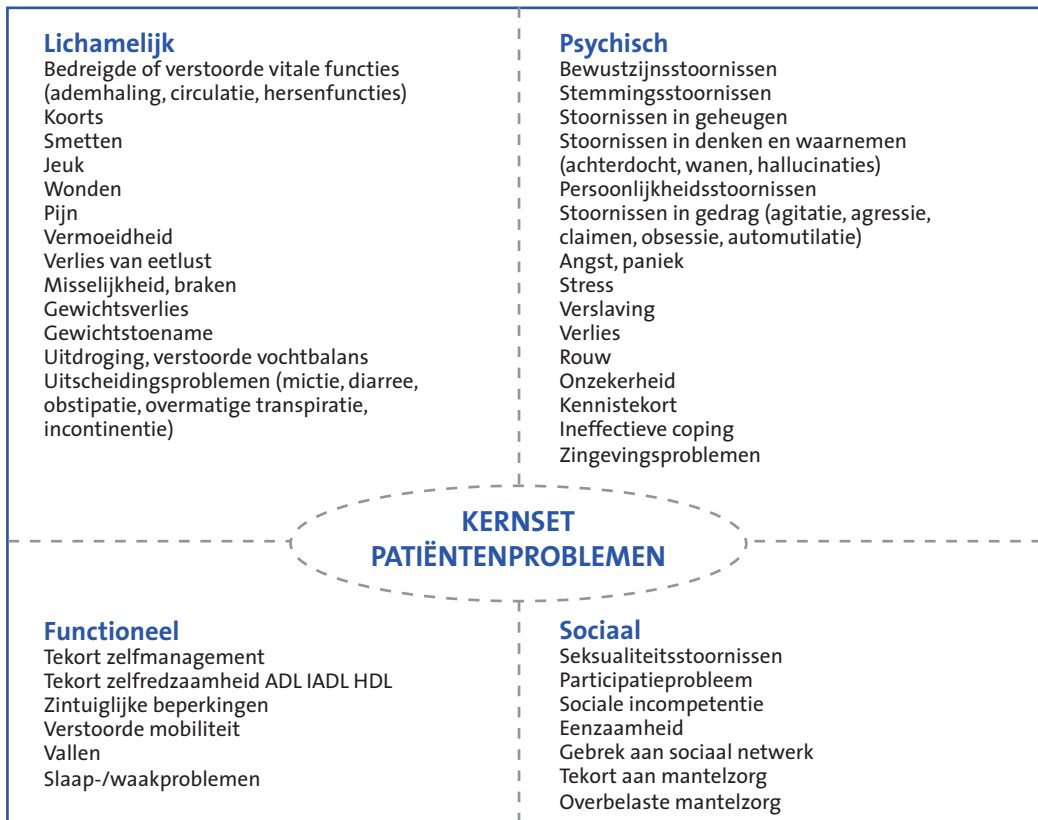 Lichamelijk
Bedreigde of verstoorde vitale functies
(ademhaling, circulatie, hersenfuncties)
Koorts
Smetten
Jeuk
Wonden
Pijn
Vermoeidheid
Verlies van eetlust
Misselijkheid, braken
Gewichtsverlies
Gewichtstoename
Uitdroging, verstoorde vochtbalans
Uitscheidingsproblemen (mictie, diarree,
obstipatie, overmatige transpiratie,
incontinentie)
Psychisch
Bewustzijnsstoornissen
Stemmingsstoornissen
Stoornissen in geheugen
Stoornissen in denken en waarnemen
(achterdocht, wanen, hallucinaties)
Persoonlijkheidsstoornissen
Stoornissen in gedrag (agitatie, agressie,
claimen, obsessie, automutilatie)
Angst, paniek
Stress
Verslaving
Verlies
Rouw
Onzekerheid
Kennistekort
Ineffectieve coping
Zingevingsproblemen
KERNSET
PATIËNTENPROBLEMEN
Functioneel
Tekort zelfmanagement
Tekort zelfredzaamheid ADL IADL HDL
Zintuiglijke beperkingen
Verstoorde mobiliteit
Vallen
Slaap-/waakproblemen
Sociaal
Seksualiteitsstoornissen
Participatieprobleem
Sociale incompetentie
Eenzaamheid
Gebrek aan sociaal netwerk
Tekort aan mantelzorg
Overbelaste mantelzorg